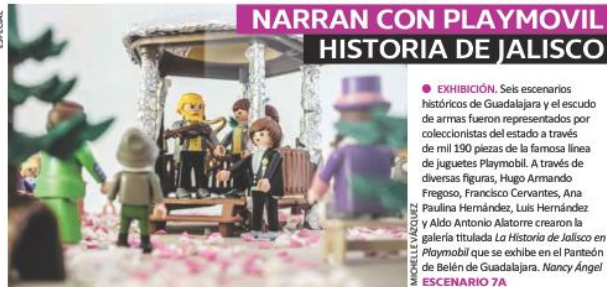 ESPECIAL
NARRAN CON PLAYMOVIL
HISTORIA DE JALISCO
● EXHIBICIÓN. Seis escenarios
históricos de Guadalajara y el escudo
de armas fueron representados por
coleccionistas del estado a través
de mil 190 piezas de la famosa línea
de juguetes Playmobil. A través de
diversas figuras, Hugo Armando
Fregoso, Francisco Cervantes, Ana
Paulina Hernández, Luis Hernández
y Aldo Antonio Alatorre crearon la
galería titulada La Historia de Jalisco en
Playmobil que se exhibe en el Panteón
de Belén de Guadalajara. Nancy Ángel
ESCENARIO 7A
MICHELLE VÁZQUEZ